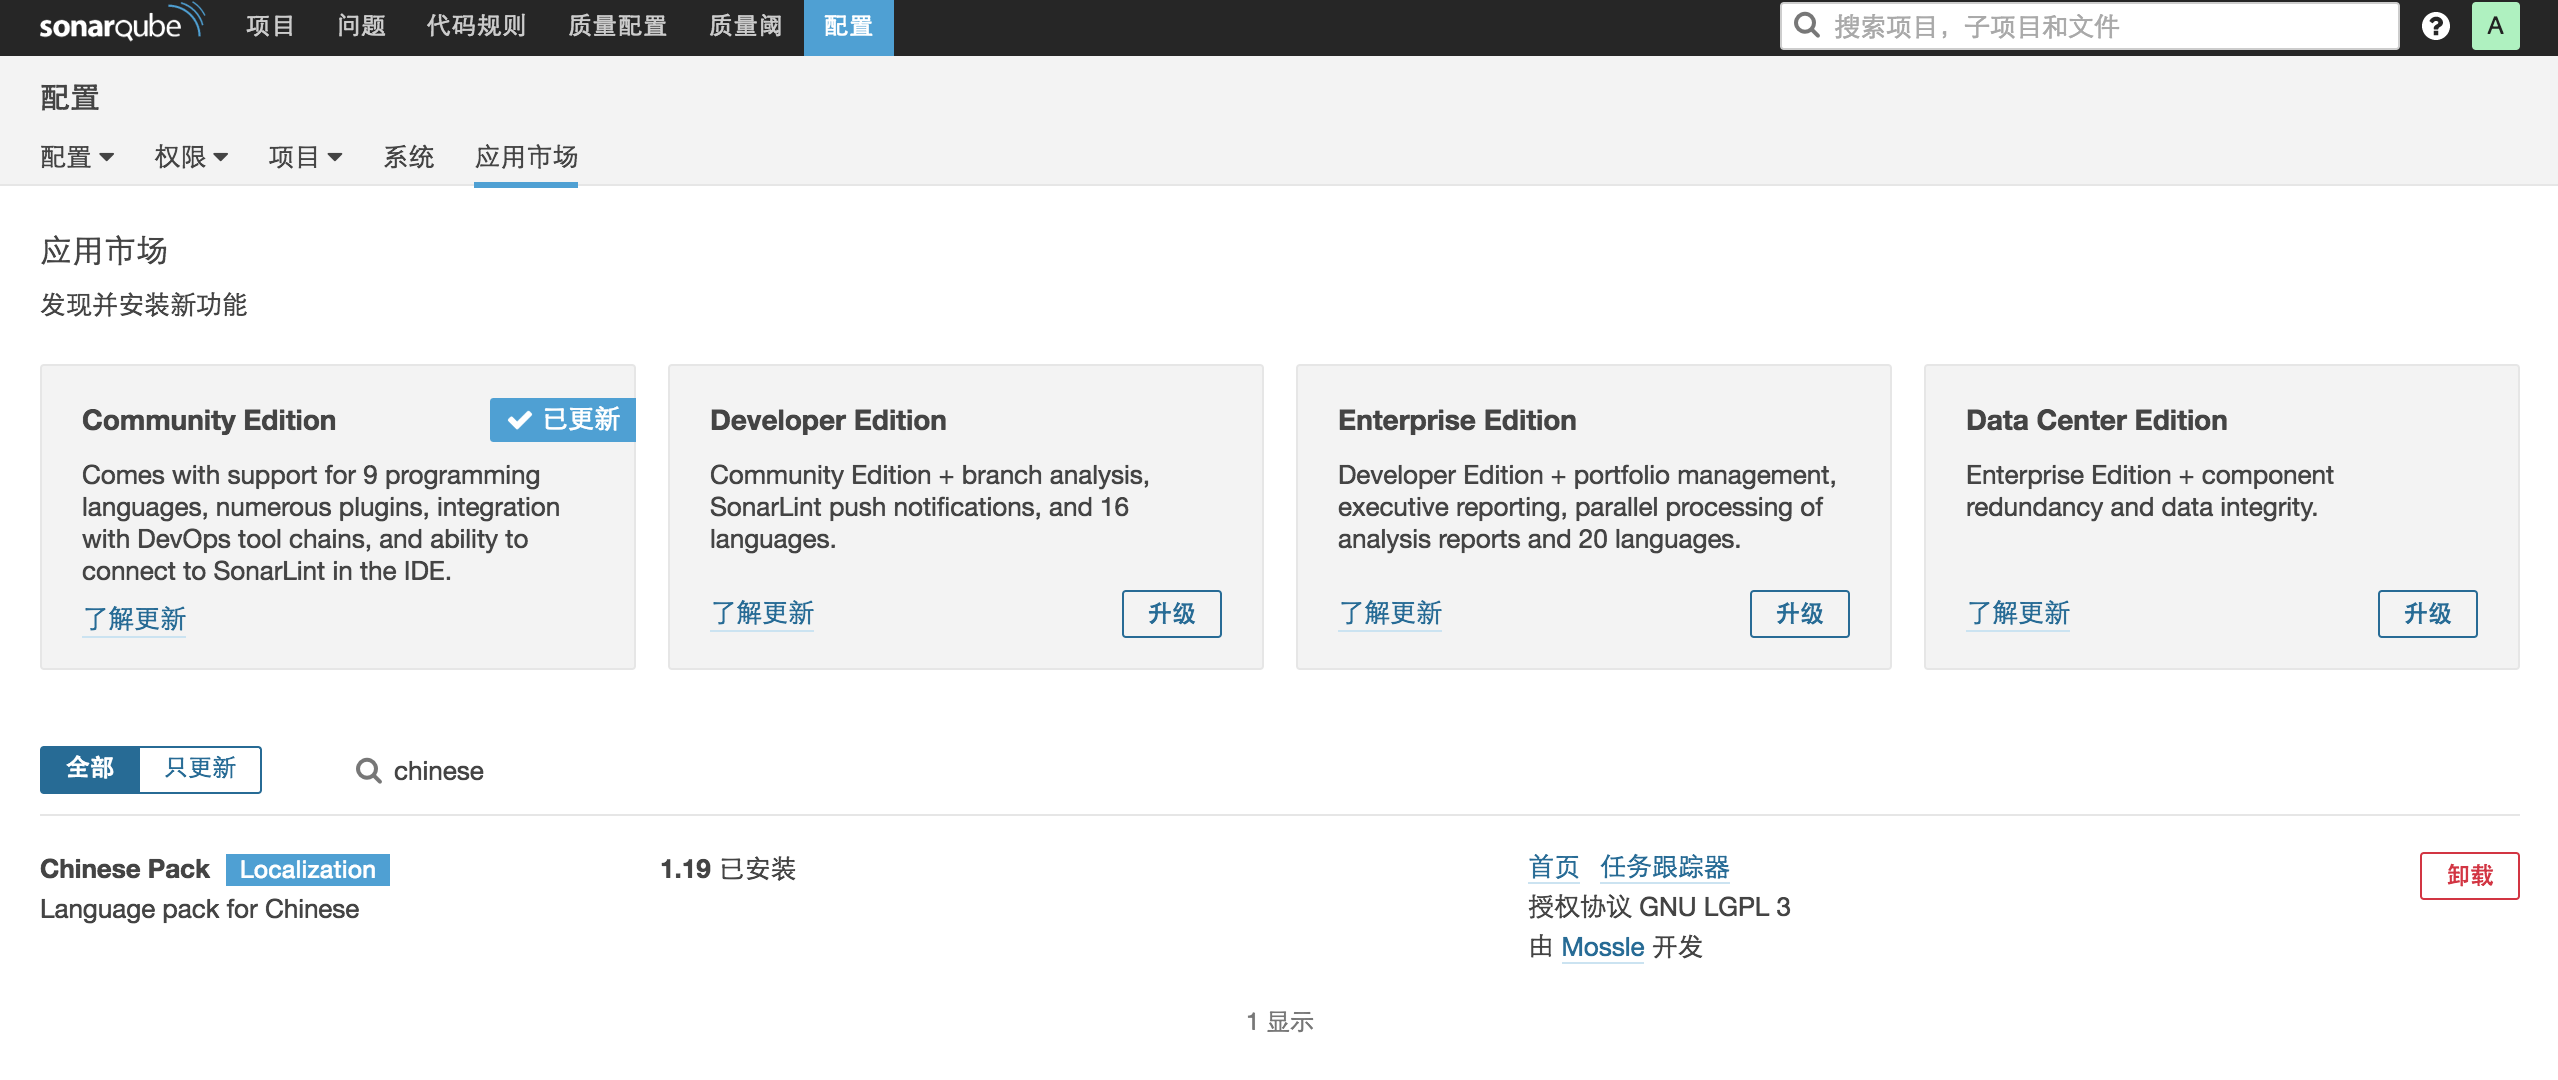 sonarqube 项目 问题 代码规则 质量配置 质量阈 配置 搜索项目，子项目和文件 ? A
配置
配置 权限 项目 系统 应用市场
应用市场
发现并安装新功能
Community Edition 已更新
Comes with support for 9 programming
languages, numerous plugins, integration
with DevOps tool chains, and ability to
connect to SonarLint in the IDE.
了解更新
Developer Edition
Community Edition + branch analysis,
SonarLint push notifications, and 16
languages.
了解更新 升级
Enterprise Edition
Developer Edition + portfolio management,
executive reporting, parallel processing of
analysis reports and 20 languages.
了解更新 升级
Data Center Edition
Enterprise Edition + component
redundancy and data integrity.
了解更新 升级
全部 只更新 chinese
Chinese Pack Localization
Language pack for Chinese
1.19 已安装
首页 任务跟踪器
授权协议 GNU LGPL 3
由 Mossle 开发
卸载
1 显示